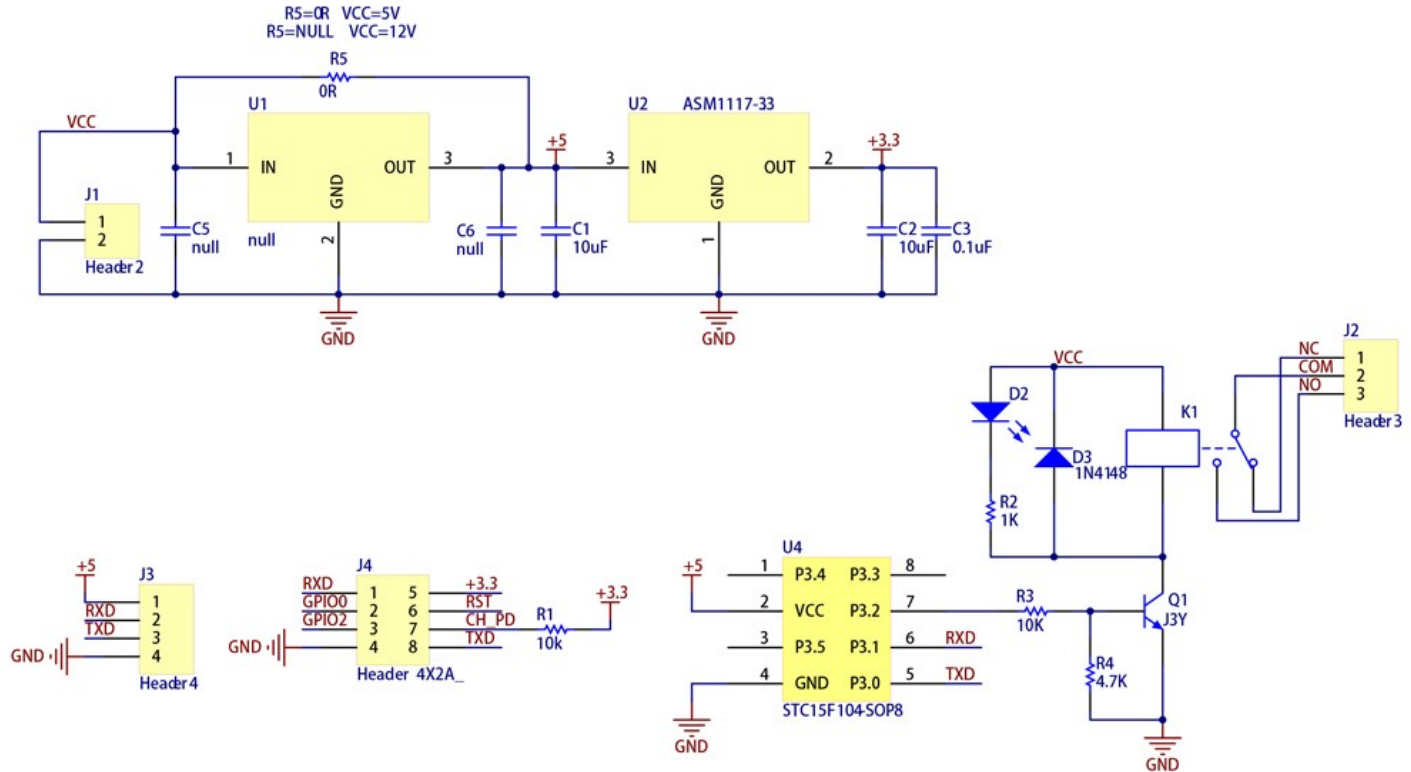 R5=0R VCC=5V
R5=NULL VCC=12V
R5
0R
U1
U2 ASM1117-33
VCC
+5
+3.3
1 IN OUT 3
3 IN OUT 2
GND
GND
J1
1
2
Header2
C5
null
null
2
C6
null
C1
10uF
1
C2
10uF
C3
0.1uF
GND
GND
J2
NC 1
COM 2
NO 3
Header3
VCC
D2
D3
1N4148
K1
R2
1K
+5
J3
1
RXD 2
TXD 3
GND 4
Header4
J4
RXD 1 5 +3.3
GPIO0 2 6 RST
GPIO2 3 7 CH_PD
GND 4 8 TXD
Header 4X2A_
R1
10k
+3.3
U4
+5
1 P3.4 P3.3 8
2 VCC P3.2 7
3 P3.5 P3.1 6 RXD
4 GND P3.0 5 TXD
STC15F104-SOP8
GND
R3
10K
Q1
J3Y
R4
4.7K
GND